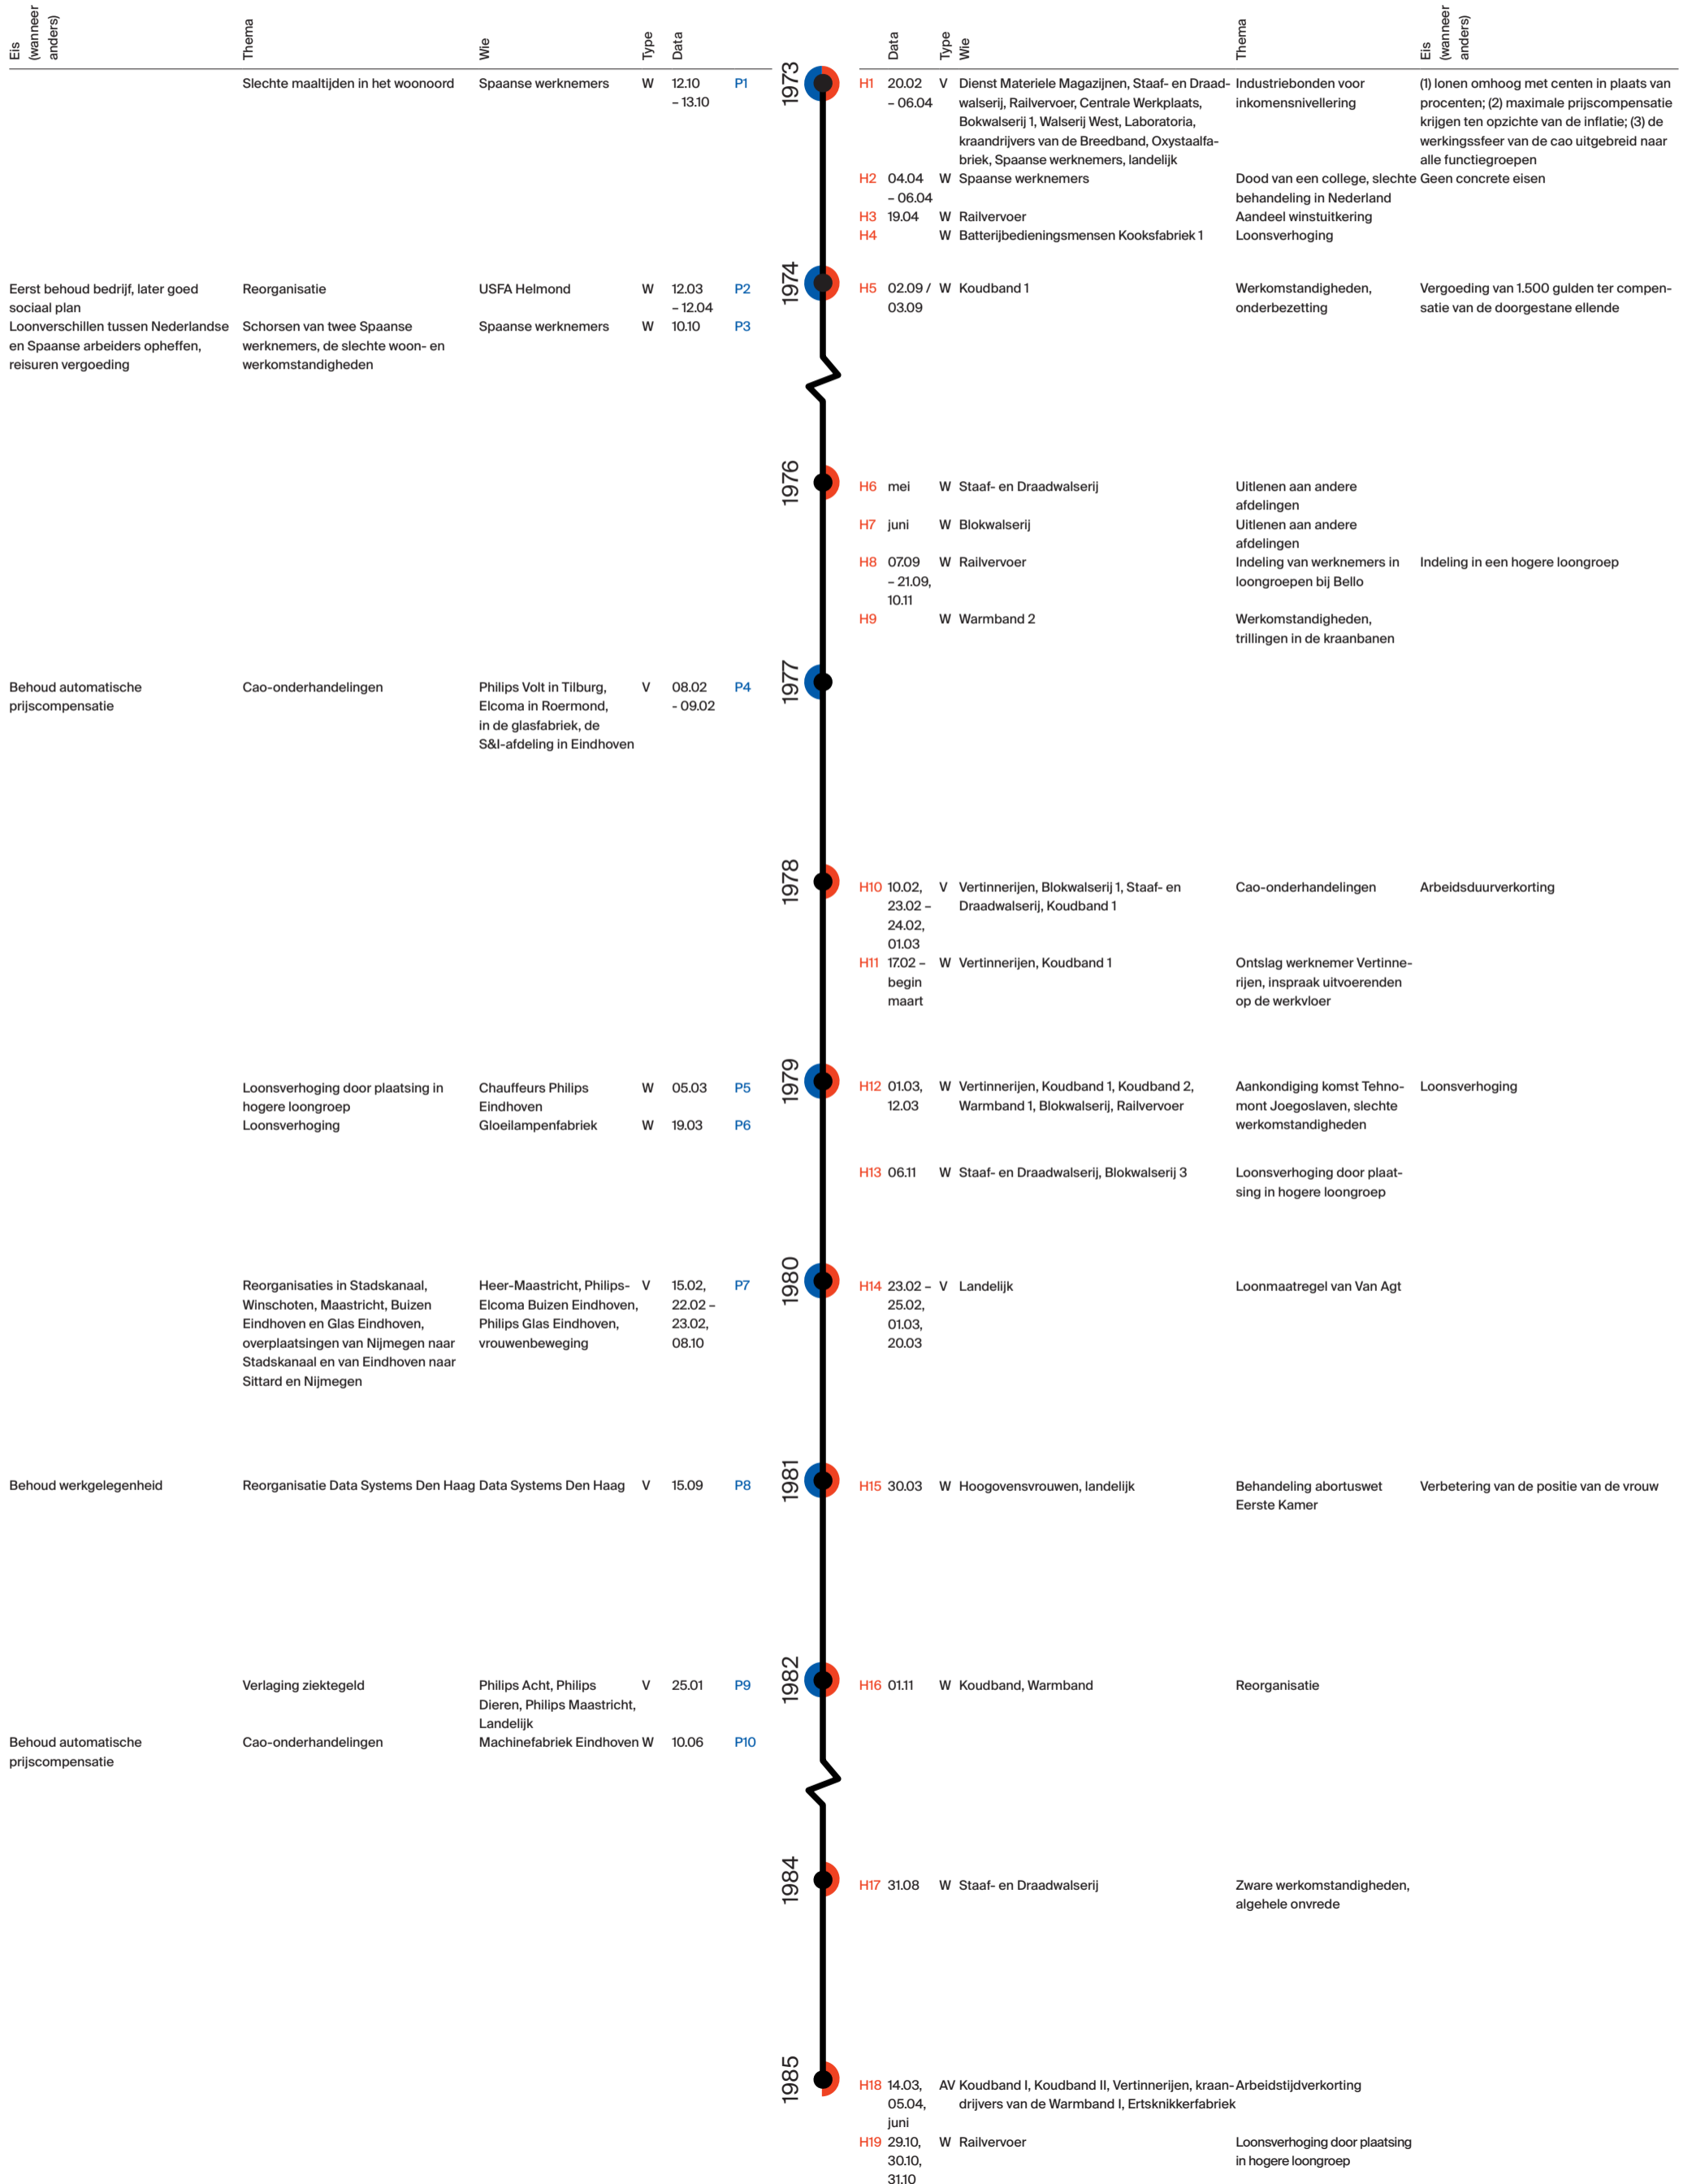 Eis
(wanneer
anders)
Thema
Wie
Type
Data
Data
Type
Wie
Thema
Eis
(wanneer
anders)
1973
Slechte maaltijden in het woonoord
Spaanse werknemers
W
12.10
– 13.10
P1
H1
20.02
– 06.04
V
Dienst Materiele Magazijnen, Staaf- en Draad-
walserij, Railvervoer, Centrale Werkplaats,
Bokwalserij 1, Walserij West, Laboratoria,
kraandrijvers van de Breedband, Oxystaalfa-
briek, Spaanse werknemers, landelijk
Industriebonden voor
inkomensnivellering
(1) lonen omhoog met centen in plaats van
procenten; (2) maximale prijscompensatie
krijgen ten opzichte van de inflatie; (3) de
werkingssfeer van de cao uitgebreid naar
alle functiegroepen
H2
04.04
– 06.04
W
Spaanse werknemers
Dood van een college, slechte
behandeling in Nederland
Geen concrete eisen
H3
19.04
W
Railvervoer
Aandeel winstuitkering
H4
W
Batterijbedieningsmensen Kooksfabriek 1
Loonsverhoging
1974
Eerst behoud bedrijf, later goed
sociaal plan
Reorganisatie
USFA Helmond
W
12.03
– 12.04
P2
Loonverschillen tussen Nederlandse
en Spaanse arbeiders opheffen,
reisuren vergoeding
Schorsen van twee Spaanse
werknemers, de slechte woon- en
werkomstandigheden
Spaanse werknemers
W
10.10
P3
H5
02.09 /
03.09
W
Koudband 1
Werkomstandigheden,
onderbezetting
Vergoeding van 1.500 gulden ter compen-
satie van de doorgestane ellende
1976
H6
mei
W
Staaf- en Draadwalserij
Uitlenen aan andere
afdelingen
H7
juni
W
Blokwalserij
Uitlenen aan andere
afdelingen
H8
07.09
– 21.09,
10.11
W
Railvervoer
Indeling van werknemers in
loongroepen bij Bello
Indeling in een hogere loongroep
H9
W
Warmband 2
Werkomstandigheden,
trillingen in de kraanbanen
1977
Behoud automatische
prijscompensatie
Cao-onderhandelingen
Philips Volt in Tilburg,
Elcoma in Roermond,
in de glasfabriek, de
S&I-afdeling in Eindhoven
V
08.02
- 09.02
P4
1978
H10
10.02,
23.02 –
24.02,
01.03
V
Vertinnerijen, Blokwalserij 1, Staaf- en
Draadwalserij, Koudband 1
Cao-onderhandelingen
Arbeidsduurverkorting
H11
17.02 –
begin
maart
W
Vertinnerijen, Koudband 1
Ontslag werknemer Vertinne-
rijen, inspraak uitvoerenden
op de werkvloer
1979
Loonsverhoging door plaatsing in
hogere loongroep
Chauffeurs Philips
Eindhoven
W
05.03
P5
Loonsverhoging
Gloeilampenfabriek
W
19.03
P6
H12
01.03,
12.03
W
Vertinnerijen, Koudband 1, Koudband 2,
Warmband 1, Blokwalserij, Railvervoer
Aankondiging komst Tehno-
mont Joegoslaven, slechte
werkomstandigheden
Loonsverhoging
H13
06.11
W
Staaf- en Draadwalserij, Blokwalserij 3
Loonsverhoging door plaat-
sing in hogere loongroep
1980
Reorganisaties in Stadskanaal,
Winschoten, Maastricht, Buizen
Eindhoven en Glas Eindhoven,
overplaatsingen van Nijmegen naar
Stadskanaal en van Eindhoven naar
Sittard en Nijmegen
Heer-Maastricht, Philips-
Elcoma Buizen Eindhoven,
Philips Glas Eindhoven,
vrouwenbeweging
V
15.02,
22.02 –
23.02,
08.10
P7
H14
23.02 –
25.02,
01.03,
20.03
V
Landelijk
Loonmaatregel van Van Agt
1981
Behoud werkgelegenheid
Reorganisatie Data Systems Den Haag
Data Systems Den Haag
V
15.09
P8
H15
30.03
W
Hoogovensvrouwen, landelijk
Behandeling abortuswet
Eerste Kamer
Verbetering van de positie van de vrouw
1982
Verlaging ziektegeld
Philips Acht, Philips
Dieren, Philips Maastricht,
Landelijk
V
25.01
P9
Behoud automatische
prijscompensatie
Cao-onderhandelingen
Machinefabriek Eindhoven
W
10.06
P10
H16
01.11
W
Koudband, Warmband
Reorganisatie
1984
H17
31.08
W
Staaf- en Draadwalserij
Zware werkomstandigheden,
algehele onvrede
1985
H18
14.03,
05.04,
juni
AV
Koudband I, Koudband II, Vertinnerijen, kraan-
drijvers van de Warmband I, Ertsknikkerfabriek
Arbeidstijdverkorting
H19
29.10,
30.10,
31.10
W
Railvervoer
Loonsverhoging door plaatsing
in hogere loongroep